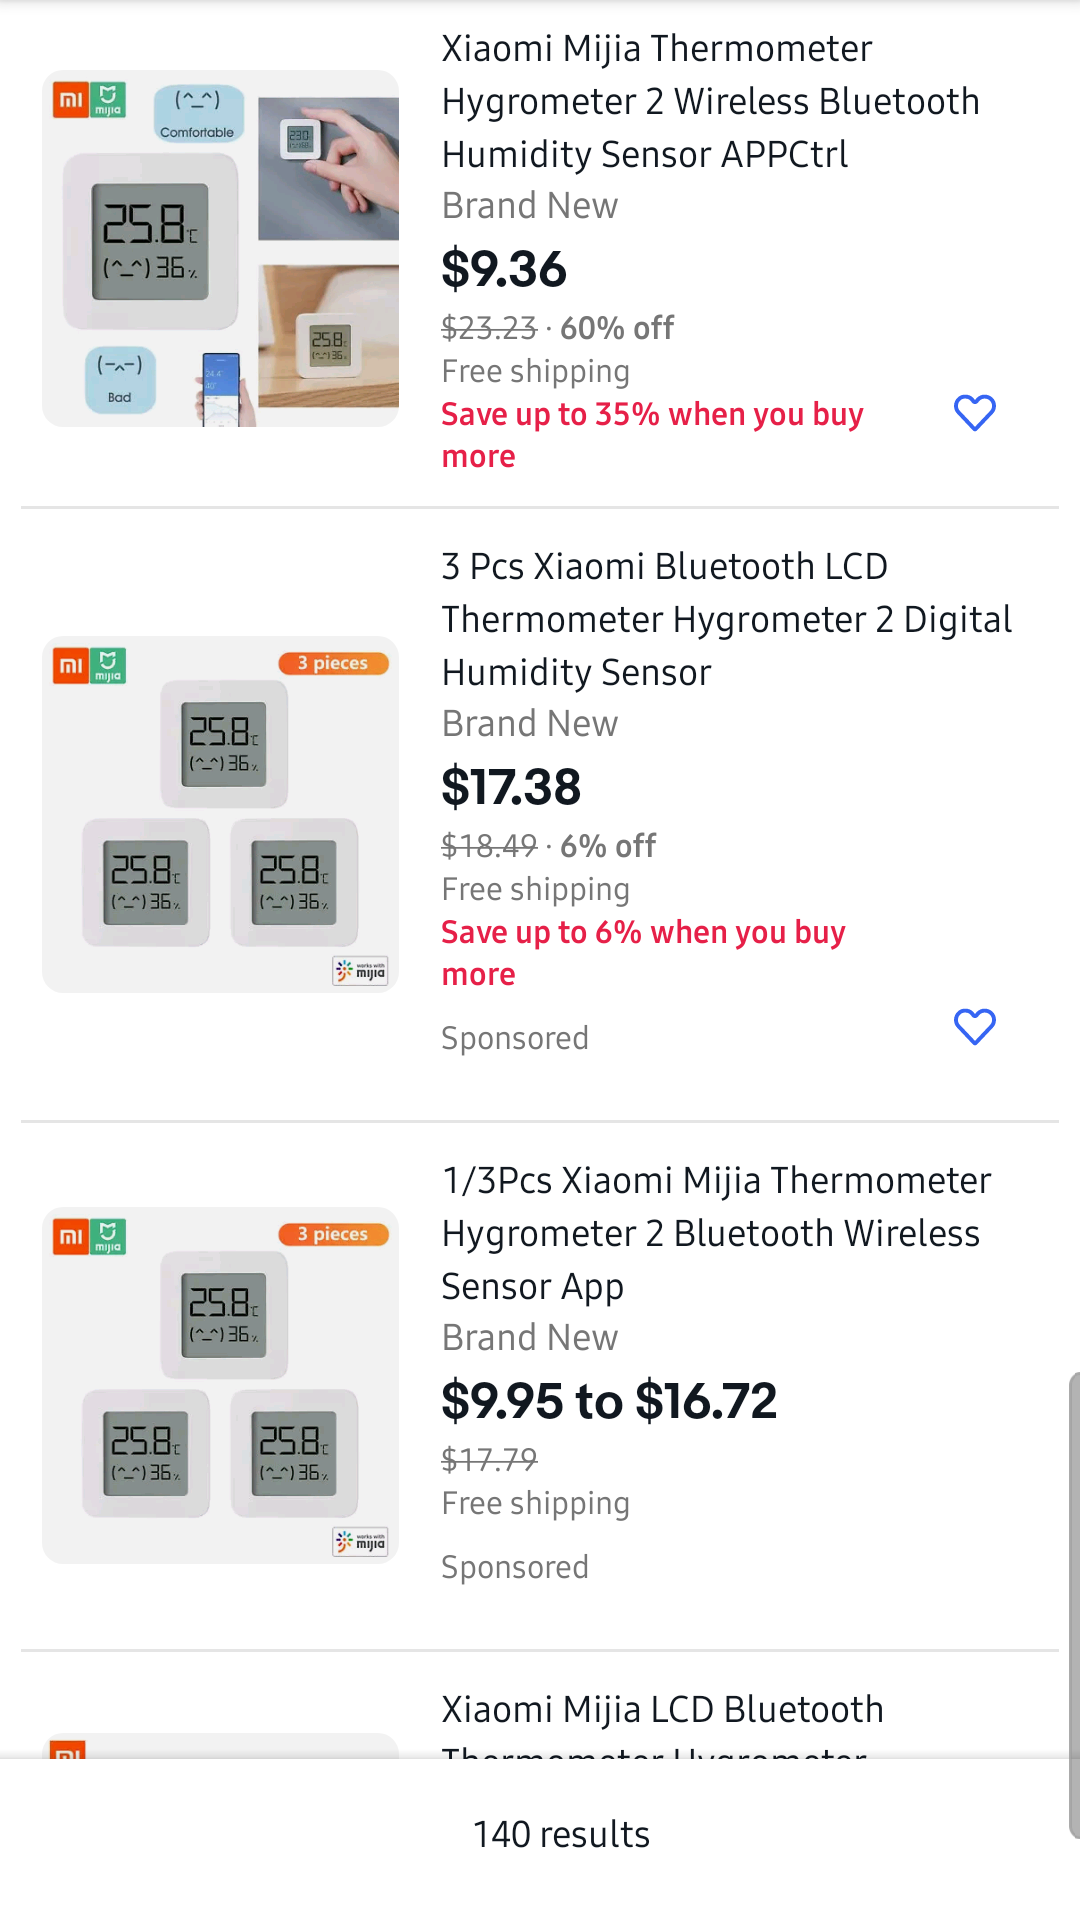 Xiaomi Mijia Thermometer
Hygrometer 2 Wireless Bluetooth
Humidity Sensor APPCtrl
Brand New
$9.36
$23.23 · 60% off
Free shipping
Save up to 35% when you buy
more
mi mijia
(^_^)
Comfortable
25.8℃
(^_^) 36%
(-^-)
Bad
25.8
3 Pcs Xiaomi Bluetooth LCD
Thermometer Hygrometer 2 Digital
Humidity Sensor
Brand New
$17.38
$18.49 · 6% off
Free shipping
Save up to 6% when you buy
more
Sponsored
mi mijia
3 pieces
25.8℃
(^_^) 36%
25.8℃ 25.8℃
(^_^) 36% (^_^) 36%
works with
mijia
1/3Pcs Xiaomi Mijia Thermometer
Hygrometer 2 Bluetooth Wireless
Sensor App
Brand New
$9.95 to $16.72
$17.79
Free shipping
Sponsored
mi mijia
3 pieces
25.8℃
(^_^) 36%
25.8℃ 25.8℃
(^_^) 36% (^_^) 36%
works with
mijia
Xiaomi Mijia LCD Bluetooth
Thermometer Hygrometer
140 results